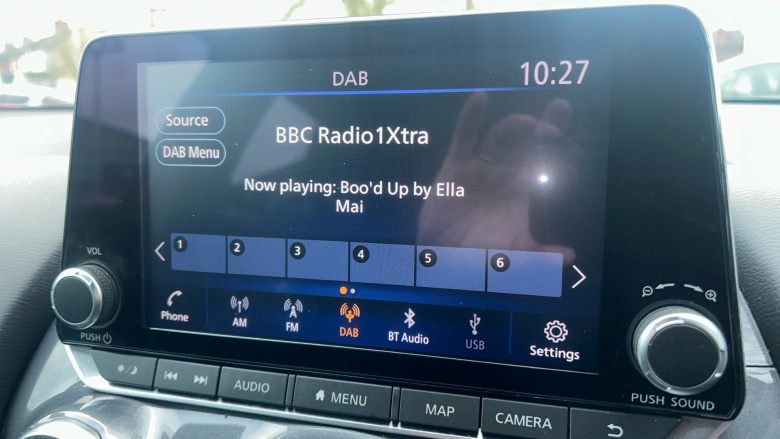 DAB 10:27
Source
BBC Radio1Xtra
DAB Menu
Now playing: Boo'd Up by Ella
Mai
1 2 3 4 5 6
VOL
PUSH
Phone AM FM DAB BT Audio USB Settings
PUSH SOUND
AUDIO MENU MAP CAMERA